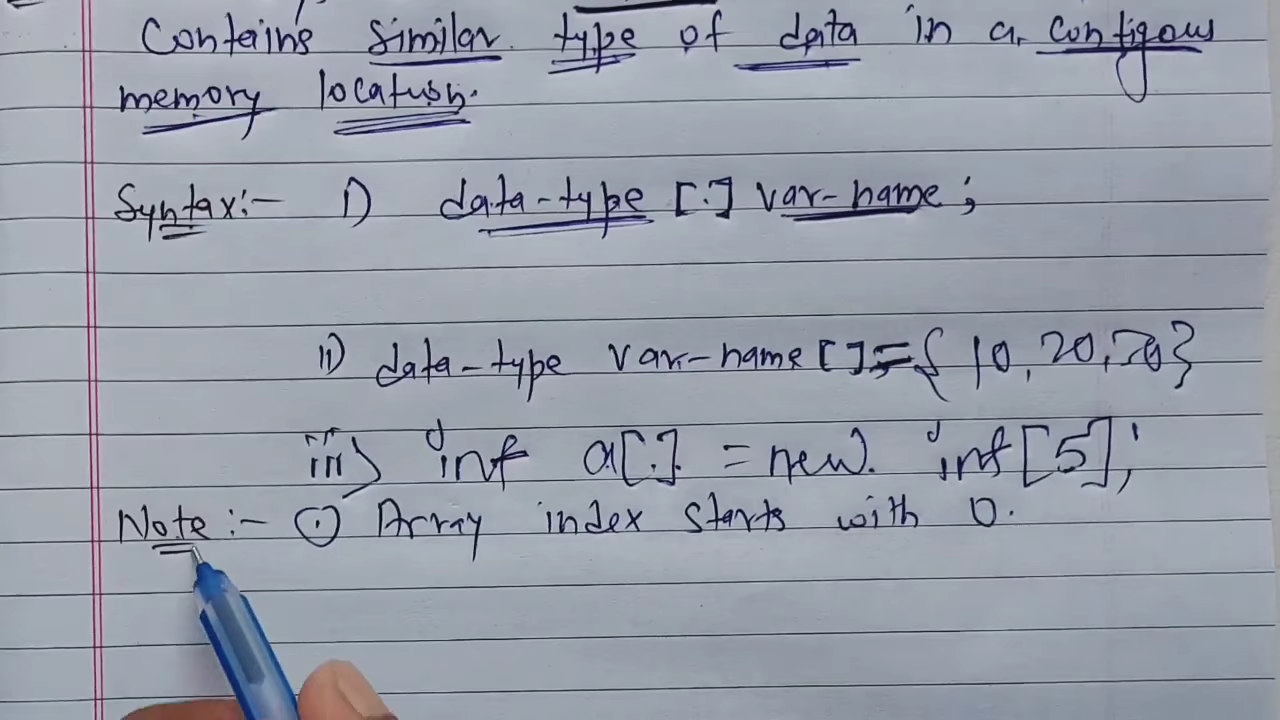 Contains similar type of data in a contigous
memory location.
Syntax:- i) data-type [.] var-name;
ii) data-type var-name[]={10,20,20}
iii) int a[.] = new. int[5];
Note:- ① Array index starts with 0.